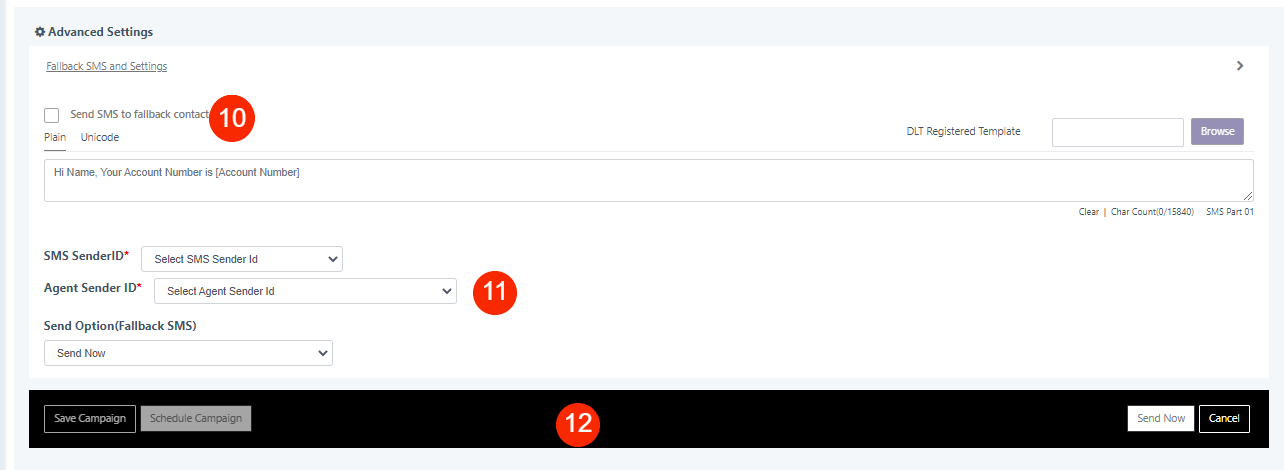 Advanced Settings
Fallback SMS and Settings
Send SMS to fallback contact
10
Plain Unicode
DLT Registered Template Browse
Hi Name, Your Account Number is [Account Number]
Clear | Char Count(0/15840) SMS Part 01
SMS SenderID* Select SMS Sender Id
Agent Sender ID* Select Agent Sender Id
11
Send Option(Fallback SMS)
Send Now
Save Campaign Schedule Campaign 12 Send Now Cancel